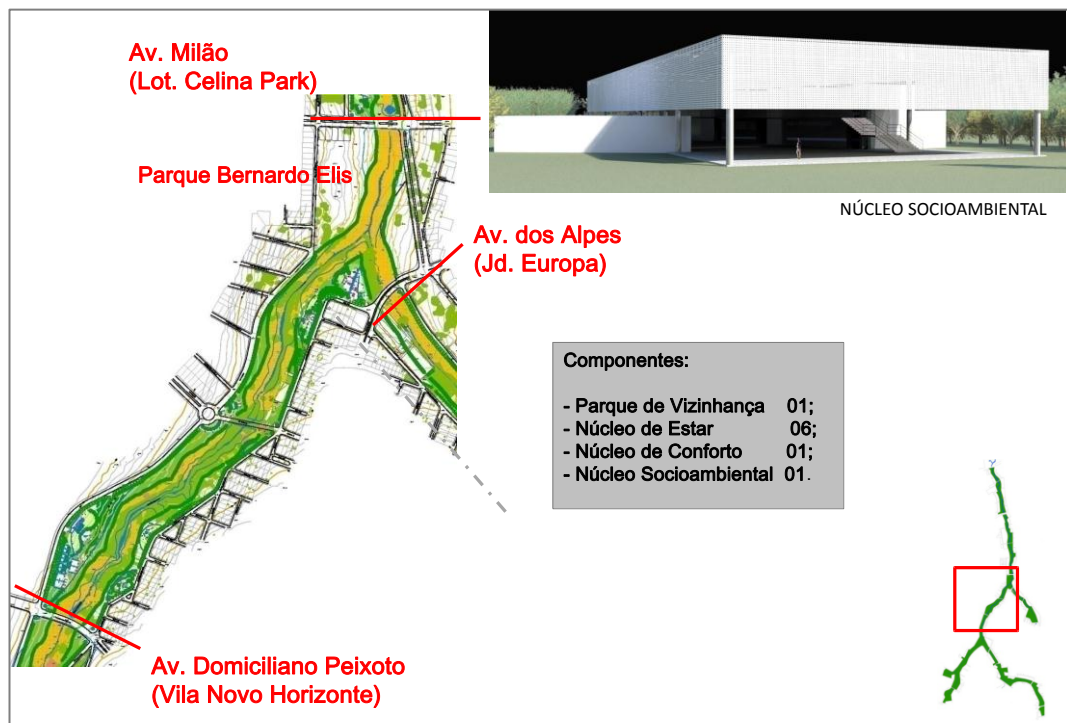 Av. Milão
(Lot. Celina Park)
Parque Bernardo Elis
NÚCLEO SOCIOAMBIENTAL
Av. dos Alpes
(Jd. Europa)
Componentes:
- Parque de Vizinhança 01;
- Núcleo de Estar 06;
- Núcleo de Conforto 01;
- Núcleo Socioambiental 01.
Av. Domiciliano Peixoto
(Vila Novo Horizonte)